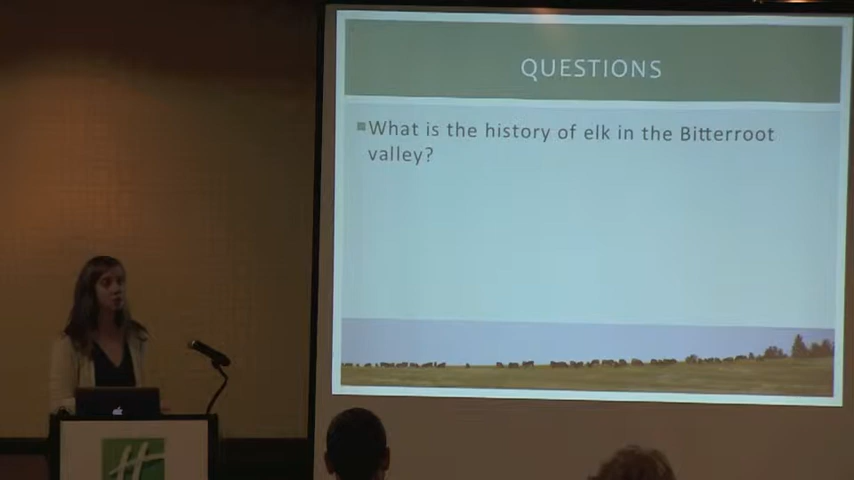 QUESTIONS
What is the history of elk in the Bitterroot
valley?
H